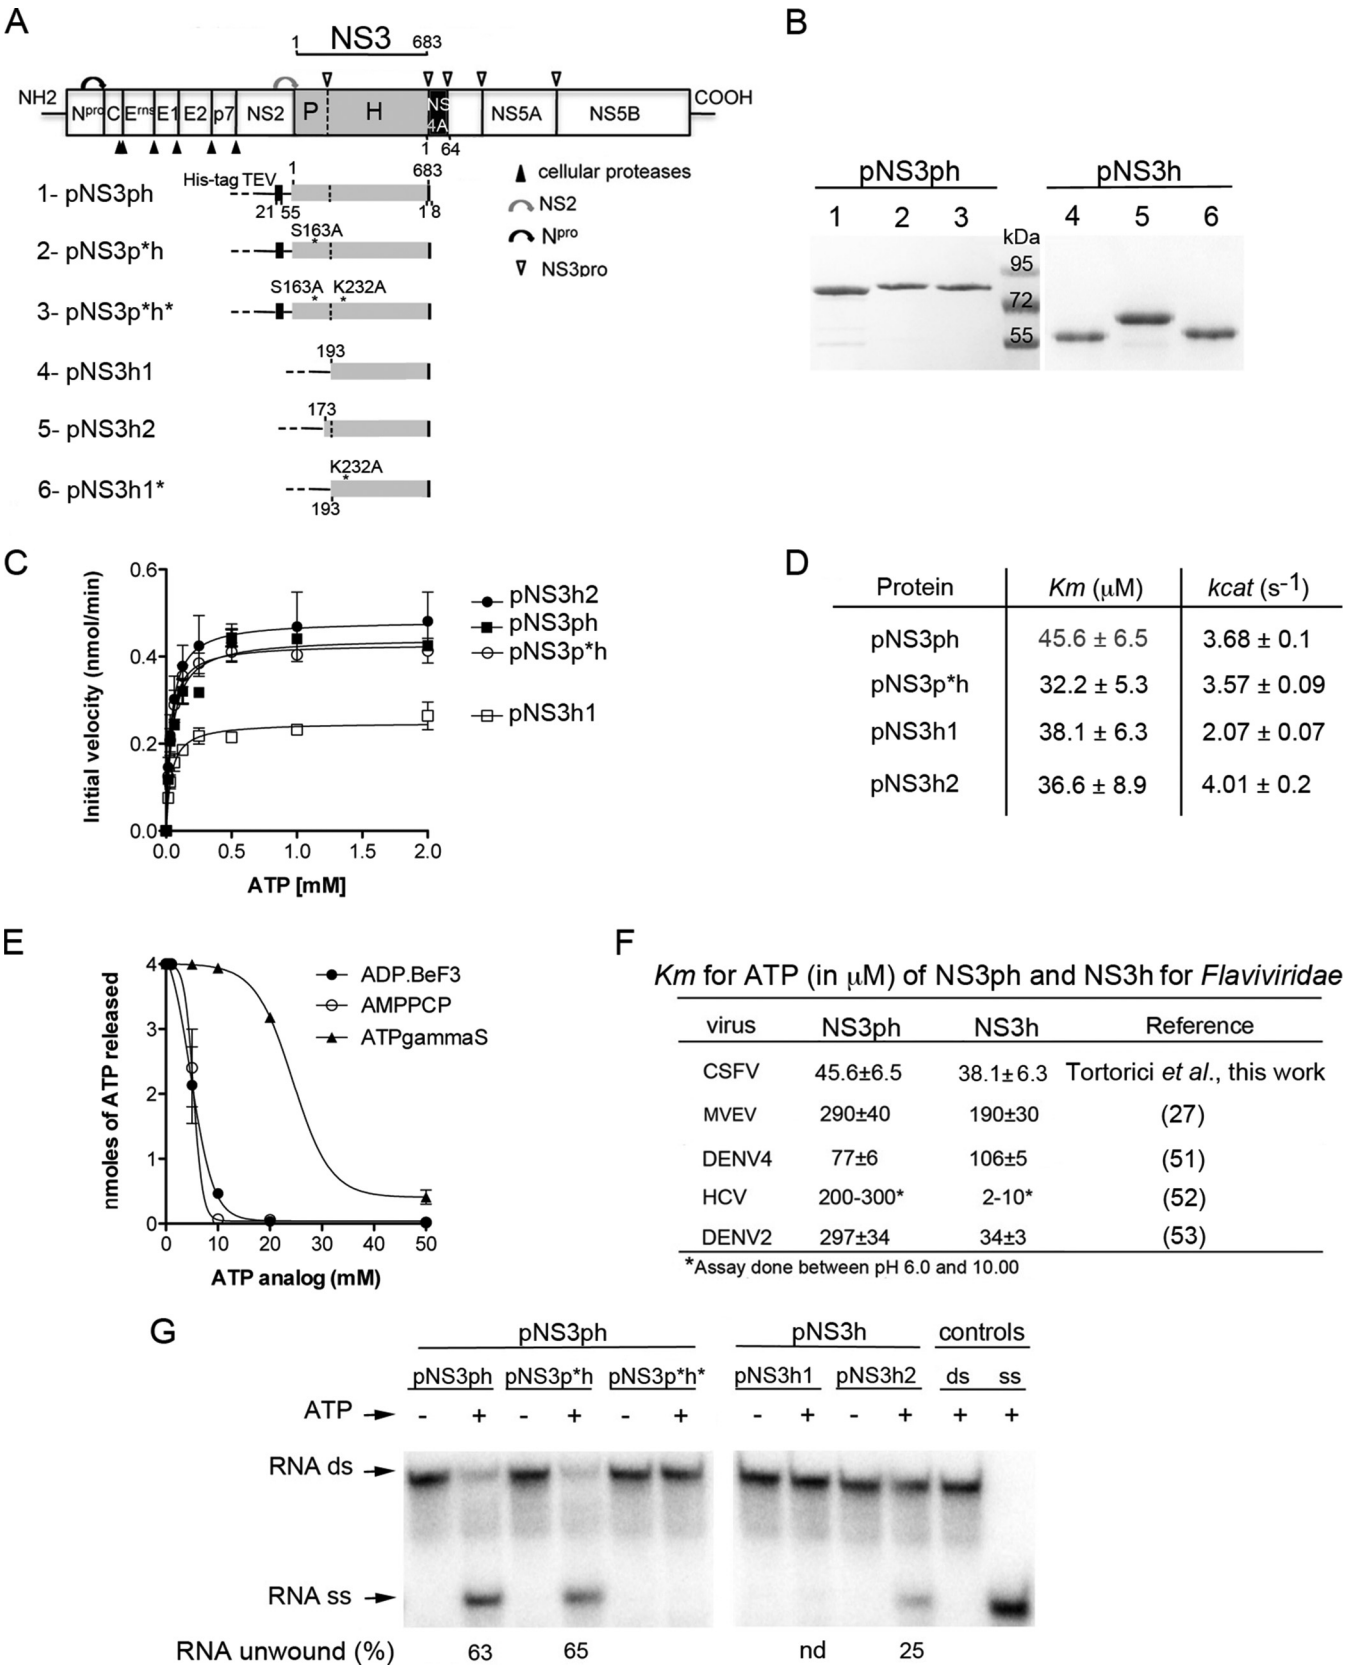 A
NS3
1 683
NH2 Npro C Erns E1 E2 p7 NS2 P H NS 4A NS5A NS5B COOH
1 64
His-tag TEV 1 683
1- pNS3ph
21 55 1 8
S163A
*
2- pNS3p*h
S163A K232A
* *
3- pNS3p*h*
193
4- pNS3h1
173
5- pNS3h2
K232A
*
6- pNS3h1*
193
cellular proteases
NS2
Npro
NS3pro
B
pNS3ph pNS3h
1 2 3 4 5 6
kDa
95
72
55
C
Initial velocity (nmol/min)
0.6
0.4
0.2
0.0
0.0 0.5 1.0 1.5 2.0
ATP [mM]
pNS3h2
pNS3ph
pNS3p*h
pNS3h1
D
Protein Km (μM) kcat (s-1)
pNS3ph 45.6 ± 6.5 3.68 ± 0.1
pNS3p*h 32.2 ± 5.3 3.57 ± 0.09
pNS3h1 38.1 ± 6.3 2.07 ± 0.07
pNS3h2 36.6 ± 8.9 4.01 ± 0.2
E
nmoles of ATP released
4
3
2
1
0
0 10 20 30 40 50
ATP analog (mM)
ADP.BeF3
AMPPCP
ATPgammaS
F
Km for ATP (in μM) of NS3ph and NS3h for Flaviviridae
virus NS3ph NS3h Reference
CSFV 45.6±6.5 38.1±6.3 Tortorici et al., this work
MVEV 290±40 190±30 (27)
DENV4 77±6 106±5 (51)
HCV 200-300* 2-10* (52)
DENV2 297±34 34±3 (53)
*Assay done between pH 6.0 and 10.00
G
pNS3ph pNS3h controls
pNS3ph pNS3p*h pNS3p*h* pNS3h1 pNS3h2 ds ss
ATP - + - + - + - + - + + +
RNA ds
RNA ss
RNA unwound (%) 63 65 nd 25